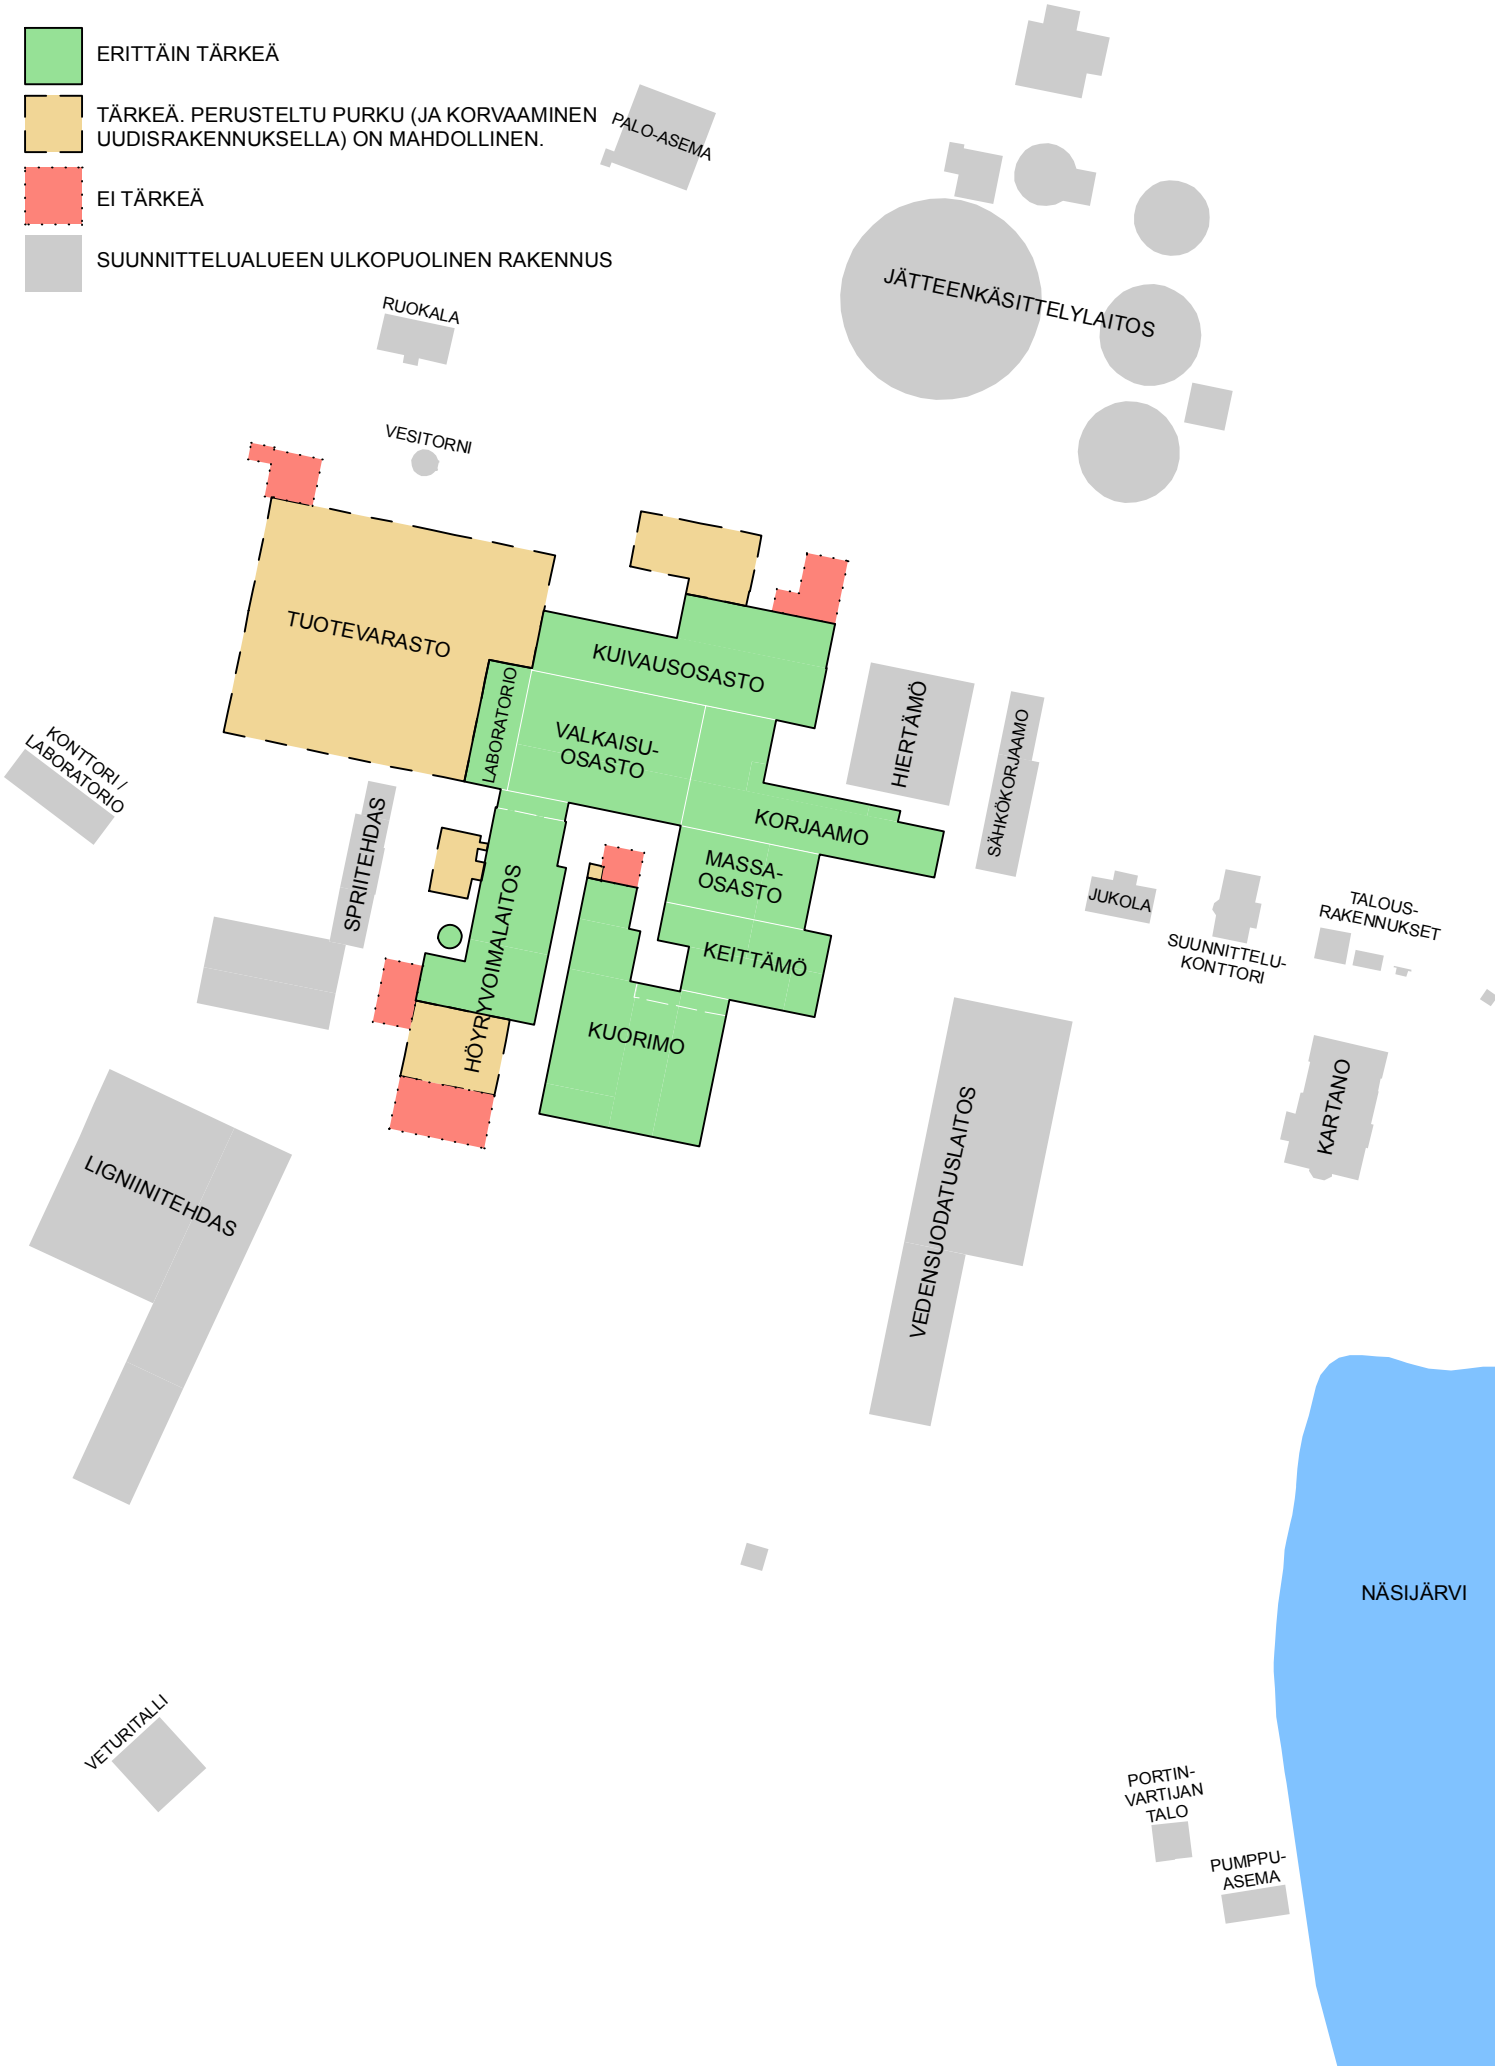 ERITTÄIN TÄRKEÄ
TÄRKEÄ. PERUSTELTU PURKU (JA KORVAAMINEN
UUDISRAKENNUKSELLA) ON MAHDOLLINEN.
EI TÄRKEÄ
SUUNNITTELUALUEEN ULKOPUOLINEN RAKENNUS
PALO-ASEMA
JÄTTEENKÄSITTELYLAITOS
RUOKALA
VESITORNI
TUOTEVARASTO
KUIVAUSOSASTO
LABORATORIO
VALKAISU-
OSASTO
HIERTÄMÖ
SÄHKÖKORJAAMO
KONTTORI /
LABORATORIO
SPRIITEHDAS
KORJAAMO
MASSA-
OSASTO
HÖYRYVOIMALAITOS
KEITTÄMÖ
KUORIMO
JUKOLA
SUUNNITTELU-
KONTTORI
TALOUS-
RAKENNUKSET
KARTANO
VEDENSUODATUSLAITOS
LIGNIINITEHDAS
NÄSIJÄRVI
VETURITALLI
PORTIN-
VARTIJAN
TALO
PUMPPU-
ASEMA